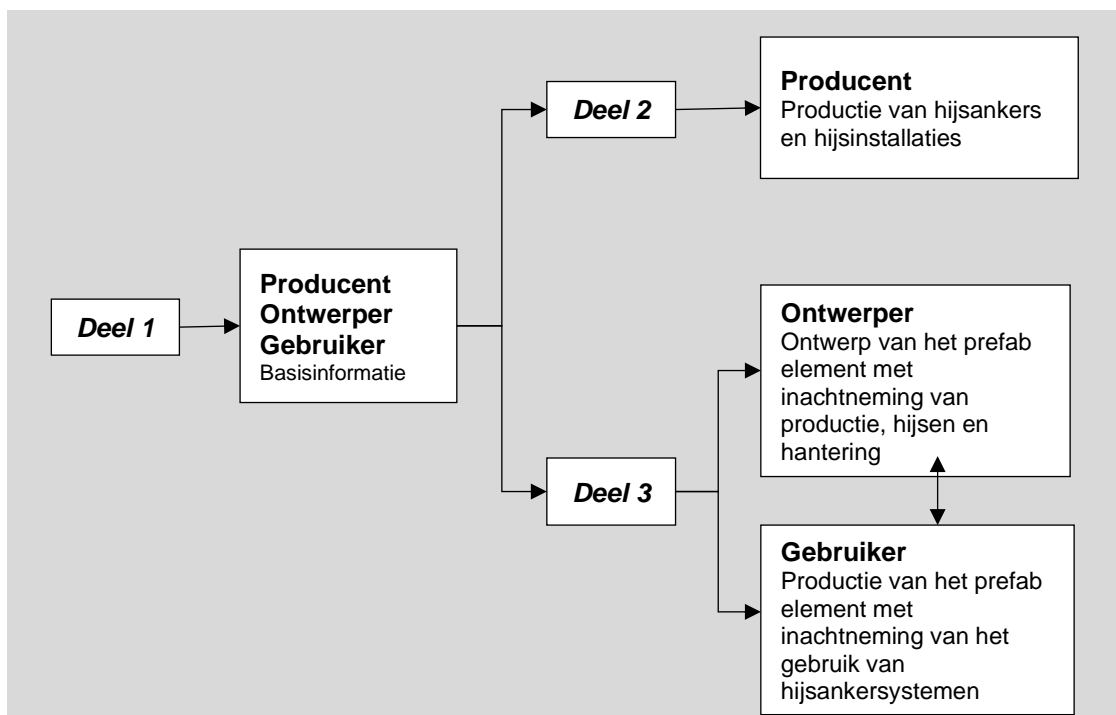 Deel 1
Producent
Ontwerper
Gebruiker
Basisinformatie
Deel 2
Producent
Productie van hijsankers
en hijsinstallaties
Deel 3
Ontwerper
Ontwerp van het prefab
element met
inachtneming van
productie, hijsen en
hantering
Gebruiker
Productie van het prefab
element met
inachtneming van het
gebruik van
hijsankersystemen